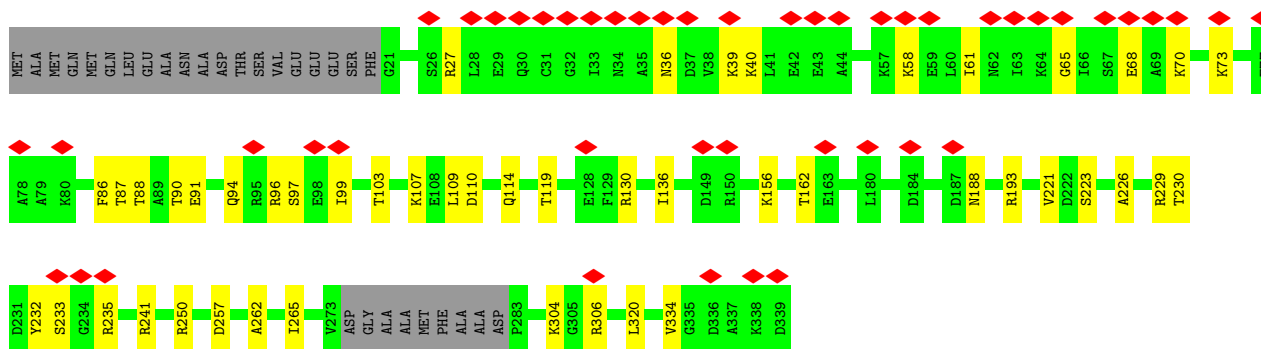 MET ALA MET GLN MET GLN LEU GLU ALA ASN ALA ASP THR SER VAL GLU GLU GLU SER PHE G21 S26 R27 L28 E29 Q30 C31 G32 I33 N34 A35 N36 D37 V38 K39 K40 L41 E42 E43 A44 K57 K58 E59 L60 I61 N62 I63 K64 G65 I66 S67 E68 A69 K70 K73
A78 A79 K80 F86 T87 T88 A89 T90 E91 Q94 R95 R96 S97 E98 I99 T103 K107 E108 L109 D110 Q114 T119 E128 F129 R130 I136 D149 R150 K156 T162 E163 L180 D184 D187 N188 R193 V221 D222 S223 A226 R229 T230
D231 Y232 S233 G234 R235 R241 R250 D257 A262 I265 V273 ASP GLY ALA ALA MET PHE ALA ALA ASP P283 K304 G305 R306 L320 V334 G335 D336 A337 K338 D339